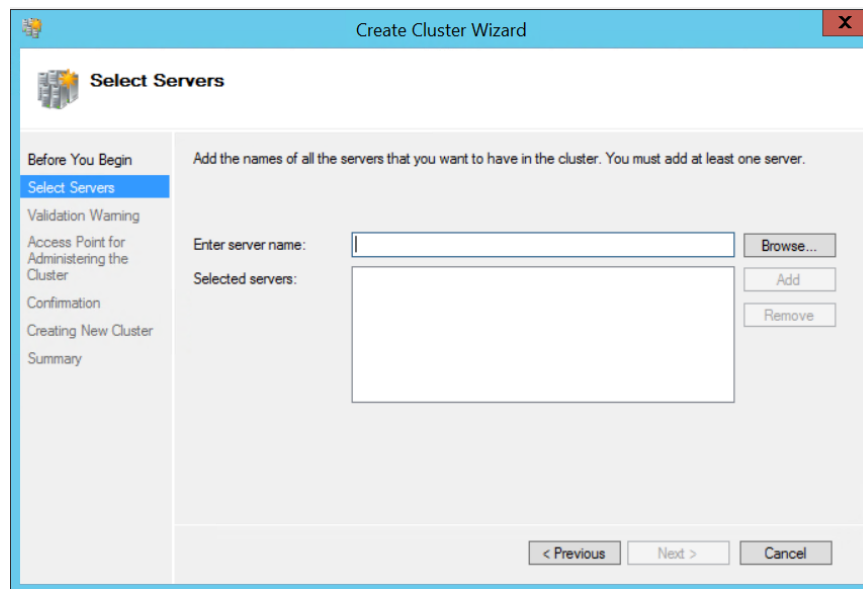 Create Cluster Wizard
X
Select Servers
Before You Begin
Select Servers
Validation Warning
Access Point for
Administering the
Cluster
Confirmation
Creating New Cluster
Summary
Add the names of all the servers that you want to have in the cluster. You must add at least one server.
Enter server name:
Browse...
Selected servers:
Add
Remove
< Previous
Next >
Cancel